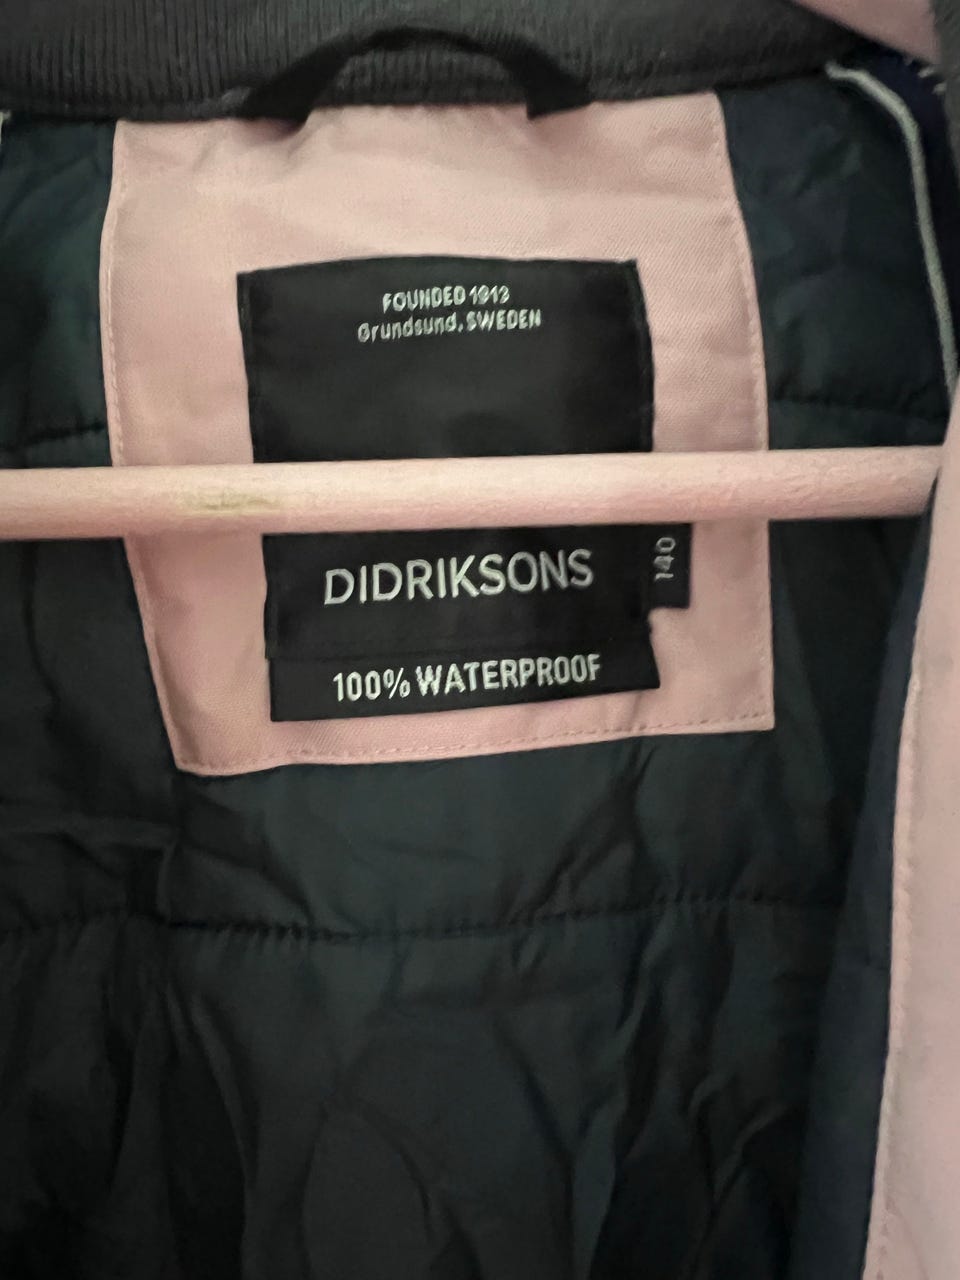 FOUNDED 1913
Grundsund, SWEDEN
DIDRIKSONS
140
100% WATERPROOF